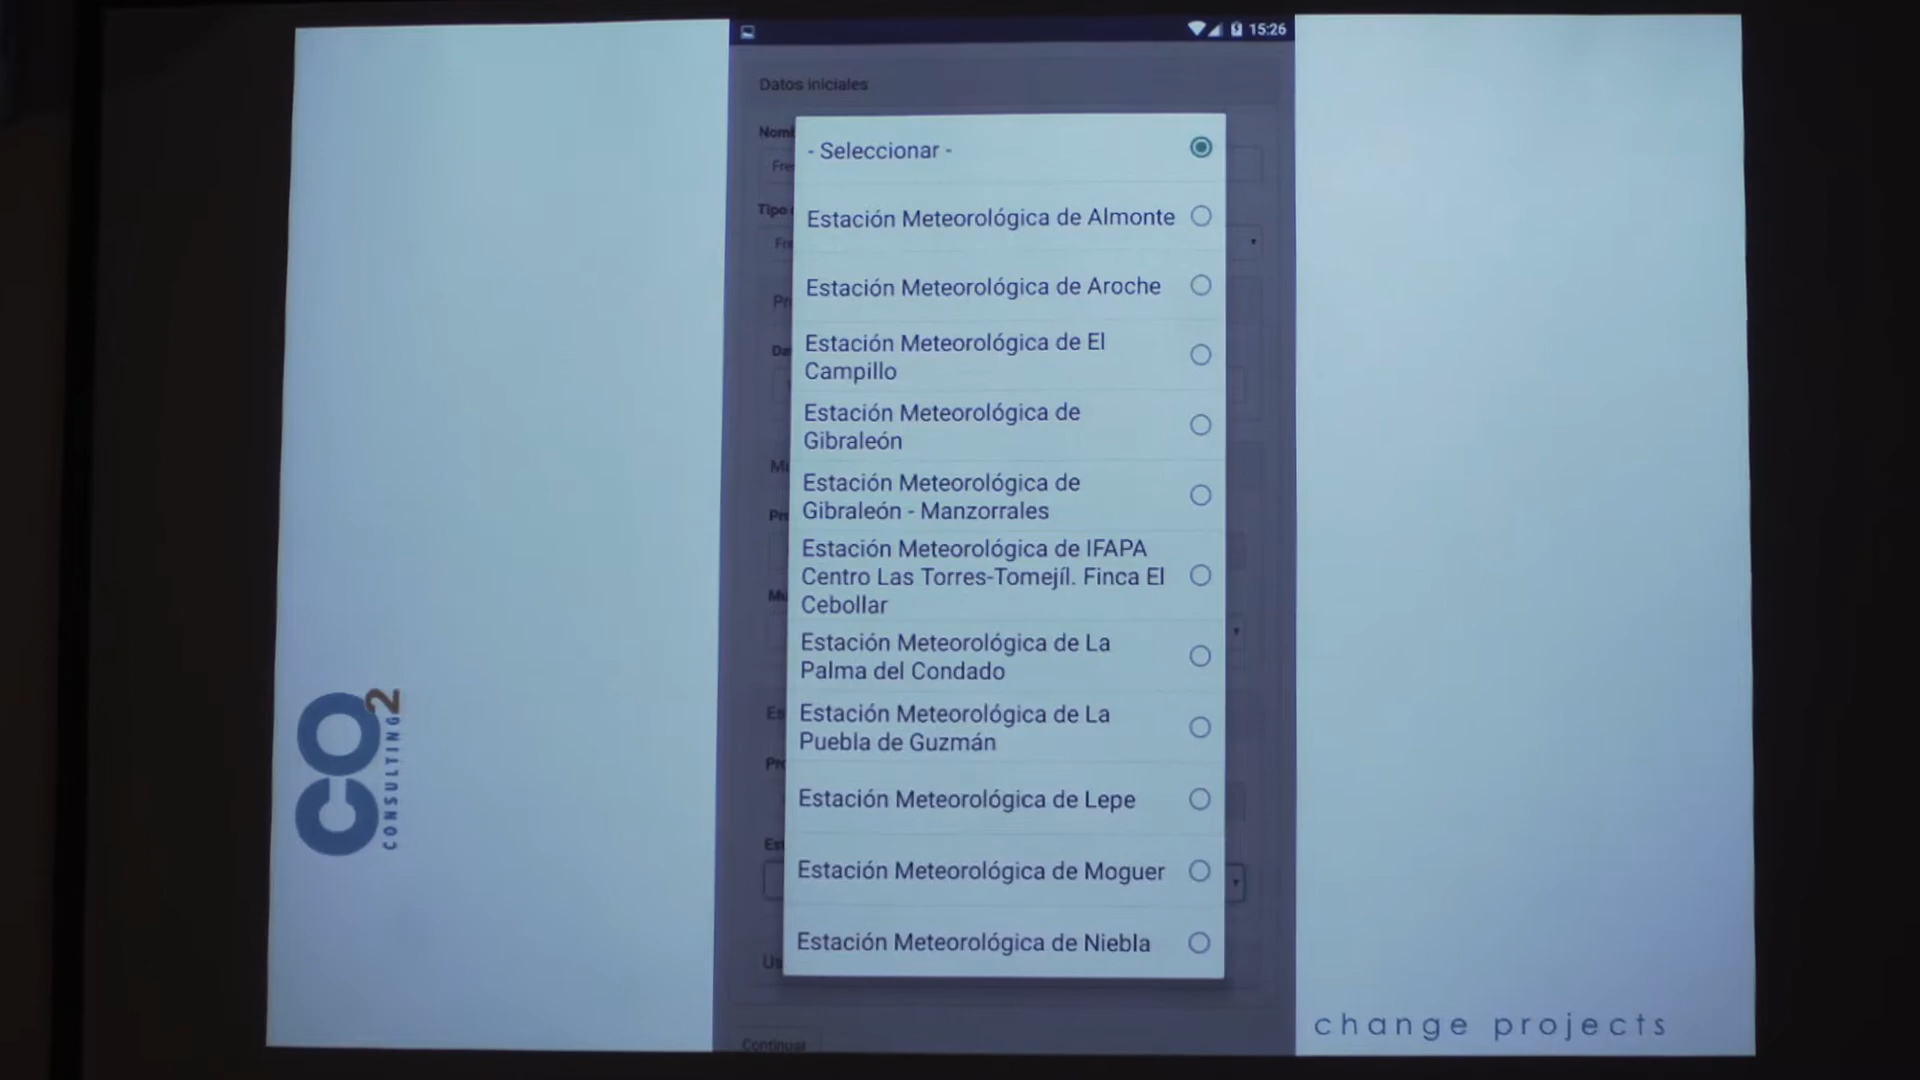 15:26
Datos iniciales
- Seleccionar -
Estación Meteorológica de Almonte
Estación Meteorológica de Aroche
Estación Meteorológica de El
Campillo
Estación Meteorológica de
Gibraleón
Estación Meteorológica de
Gibraleón - Manzorrales
Estación Meteorológica de IFAPA
Centro Las Torres-Tomejíl. Finca El
Cebollar
Estación Meteorológica de La
Palma del Condado
Estación Meteorológica de La
Puebla de Guzmán
Estación Meteorológica de Lepe
Estación Meteorológica de Moguer
Estación Meteorológica de Niebla
Continuar
CO2
CONSULTING
change projects